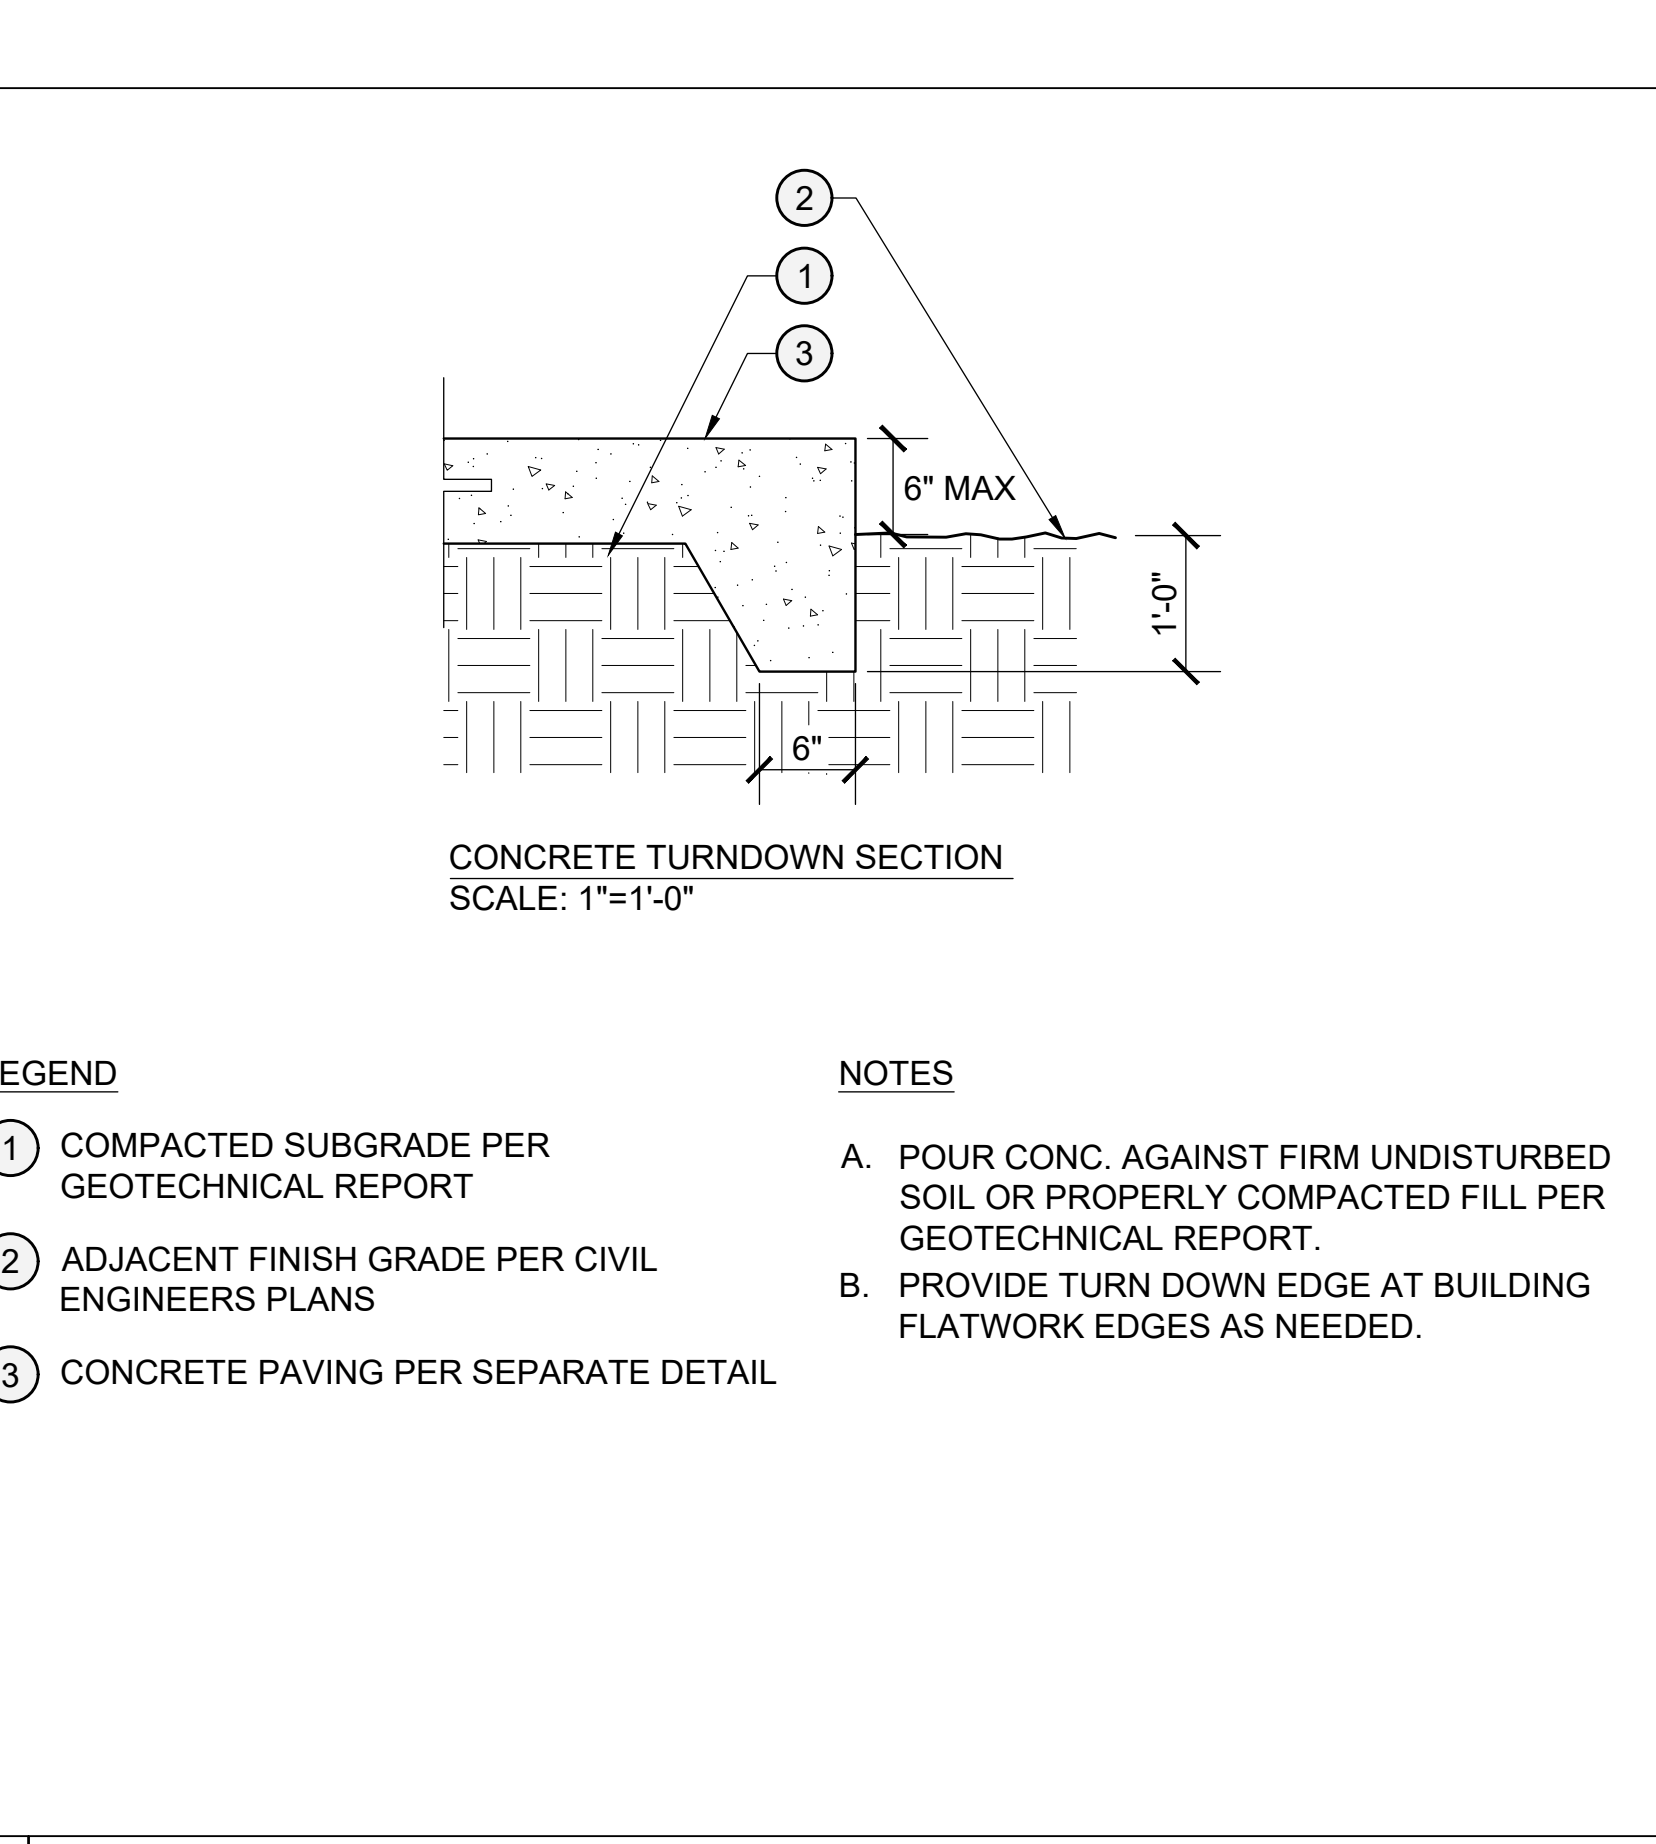 2
1
3
6" MAX
1'-0"
6"
CONCRETE TURNDOWN SECTION
SCALE: 1"=1'-0"
EGEND
1 COMPACTED SUBGRADE PER
GEOTECHNICAL REPORT
2 ADJACENT FINISH GRADE PER CIVIL
ENGINEERS PLANS
3 CONCRETE PAVING PER SEPARATE DETAIL
NOTES
A. POUR CONC. AGAINST FIRM UNDISTURBED
SOIL OR PROPERLY COMPACTED FILL PER
GEOTECHNICAL REPORT.
B. PROVIDE TURN DOWN EDGE AT BUILDING
FLATWORK EDGES AS NEEDED.